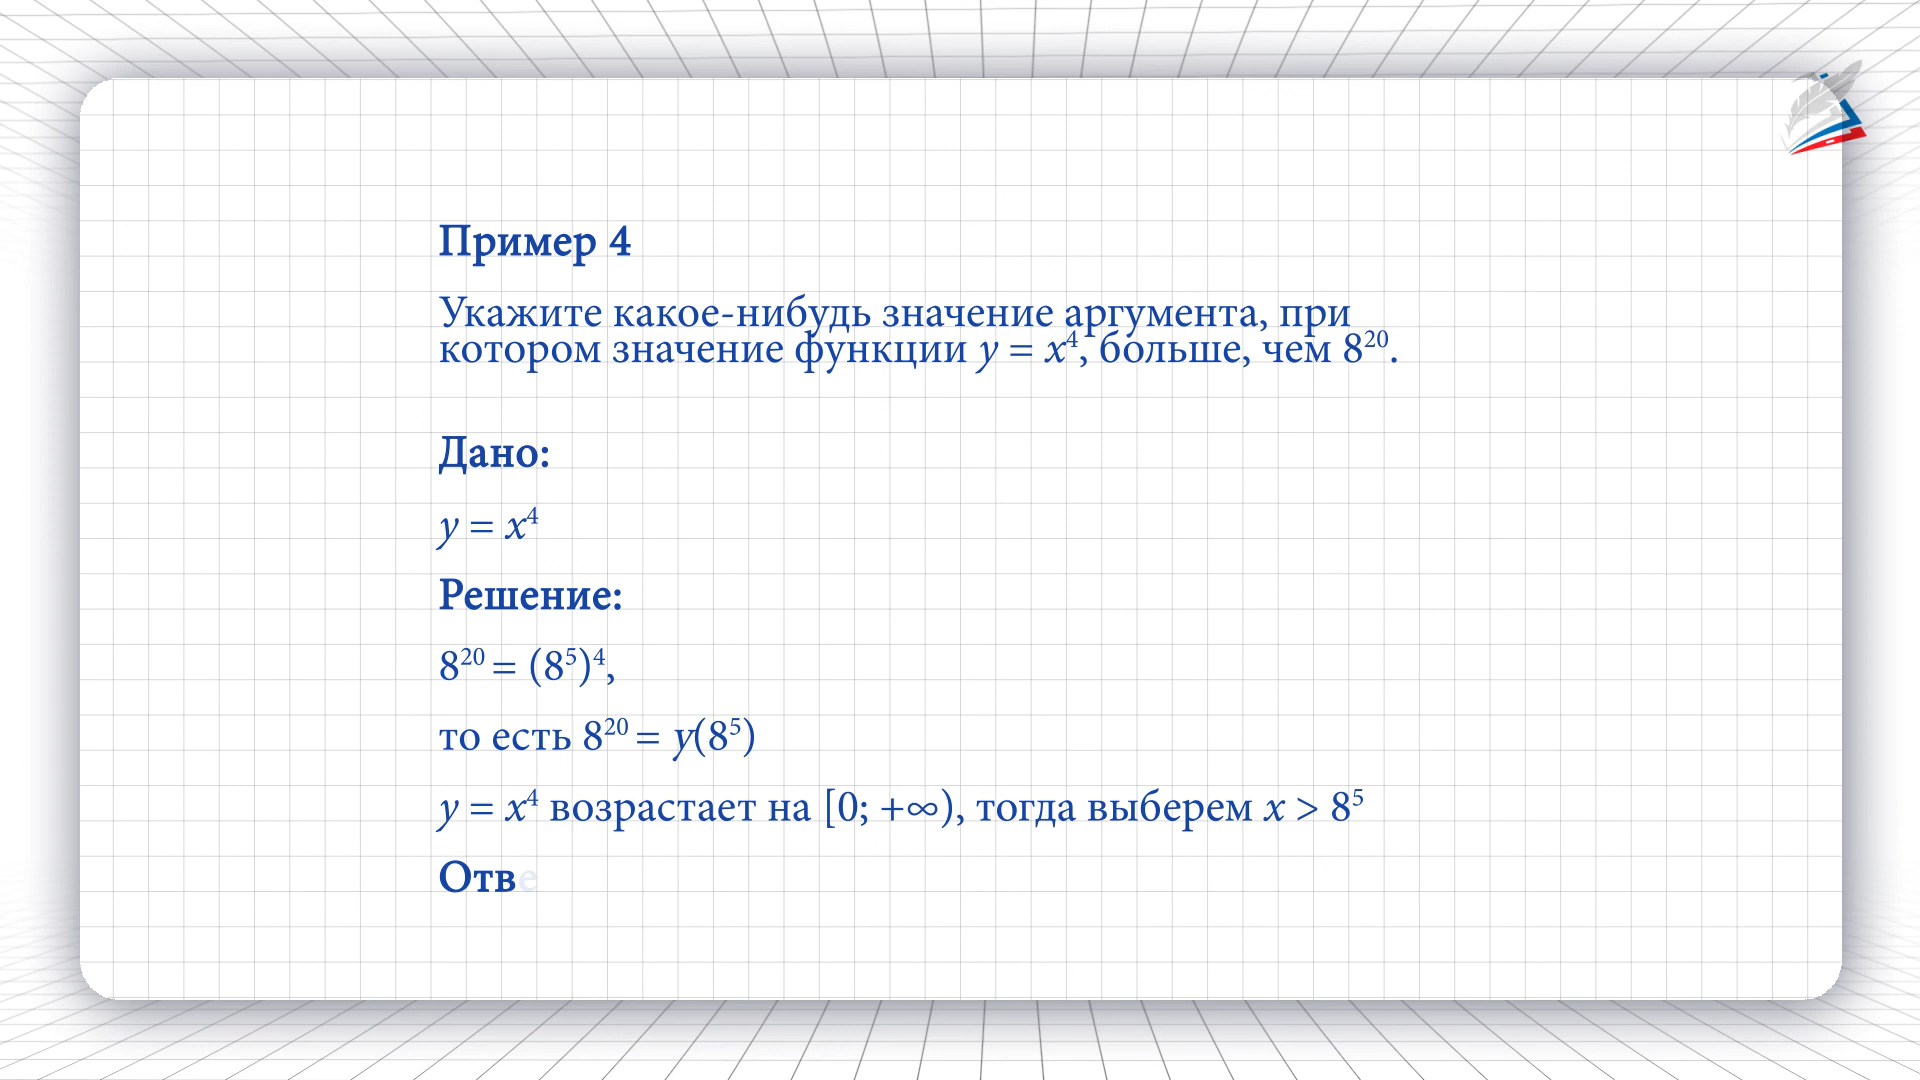 Пример 4
Укажите какое-нибудь значение аргумента, при
котором значение функции y = x⁴, больше, чем 8²⁰.
Дано:
y = x⁴
Решение:
8²⁰ = (8⁵)⁴,
то есть 8²⁰ = y(8⁵)
y = x⁴ возрастает на [0; +∞), тогда выберем x > 8⁵
Отве